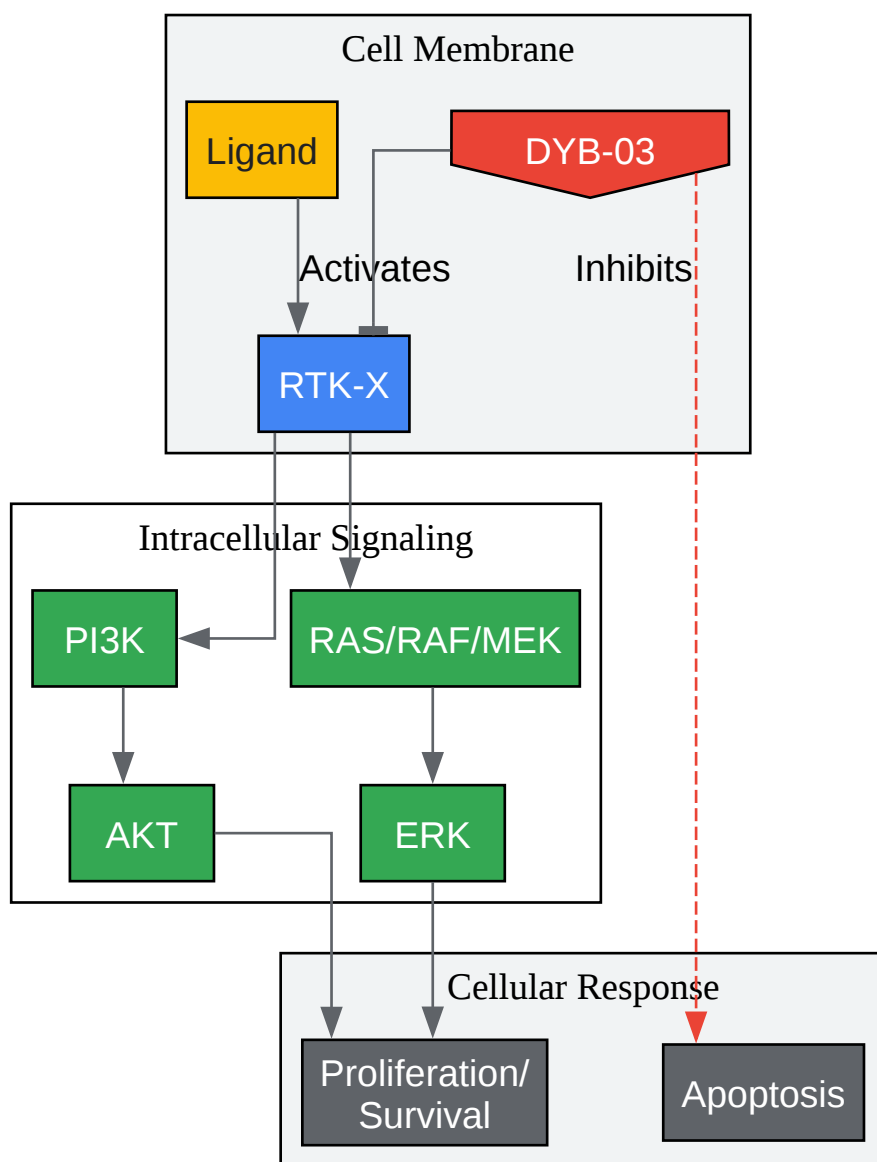 Cell Membrane
Ligand
DYB-03
Activates
Inhibits
RTK-X
Intracellular Signaling
PI3K
RAS/RAF/MEK
AKT
ERK
Cellular Response
Proliferation/
Survival
Apoptosis